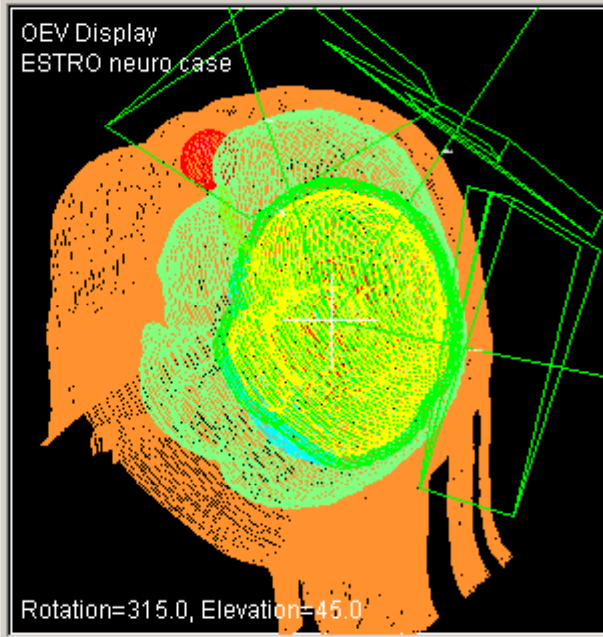 OEV Display
ESTRO neuro case
Rotation=315.0, Elevation=45.0